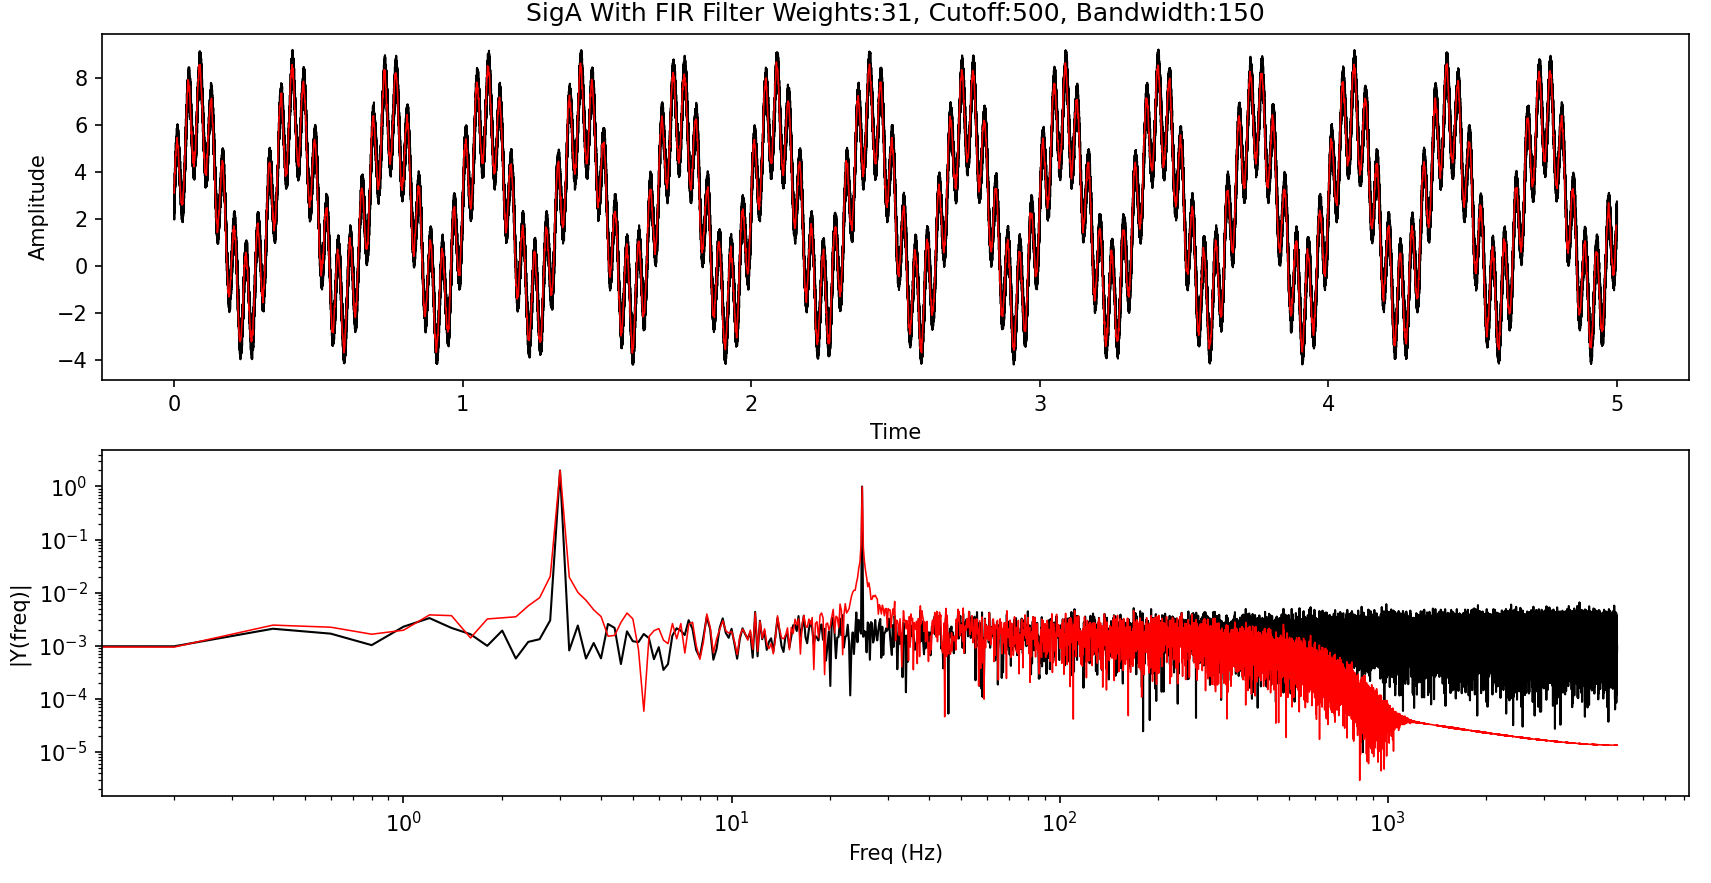 SigA With FIR Filter Weights:31, Cutoff:500, Bandwidth:150
Amplitude
8
6
4
2
0
−2
−4
0 1 2 3 4 5
Time
|Y(freq)|
10⁰
10⁻¹
10⁻²
10⁻³
10⁻⁴
10⁻⁵
10⁰ 10¹ 10² 10³
Freq (Hz)